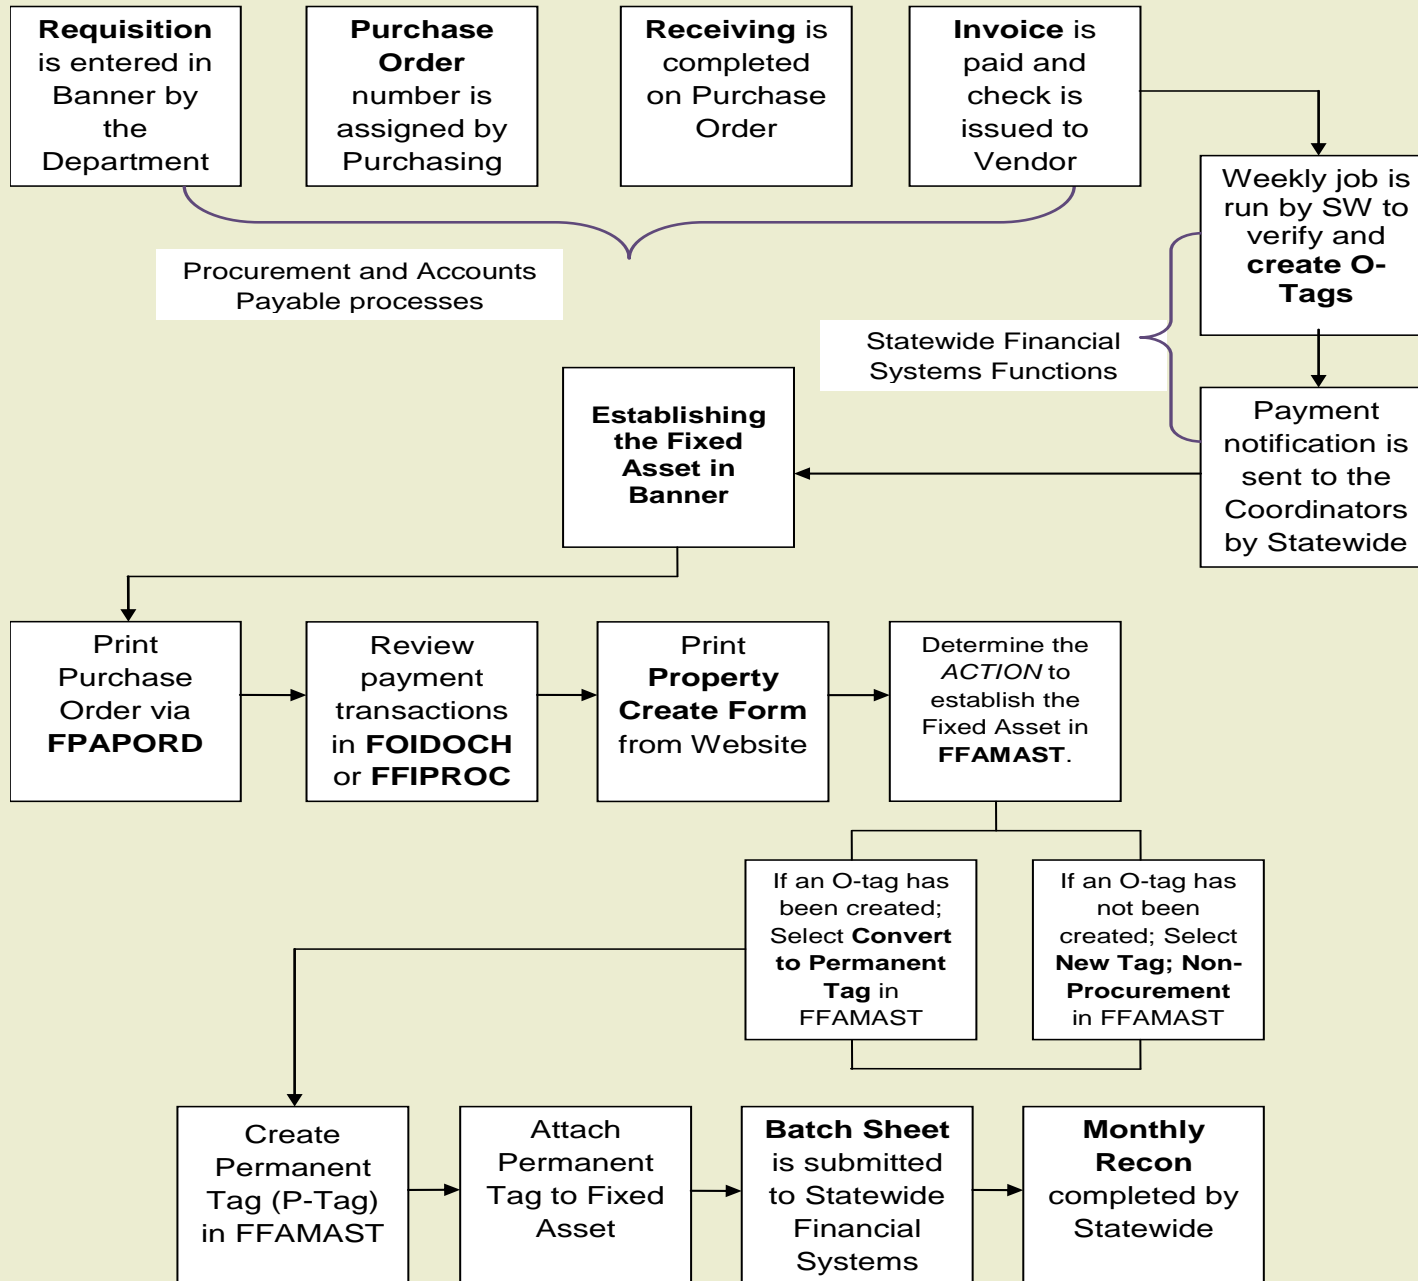 Requisition
is entered in
Banner by
the
Department
Purchase
Order
number is
assigned by
Purchasing
Receiving is
completed
on Purchase
Order
Invoice is
paid and
check is
issued to
Vendor
Weekly job is
run by SW to
verify and
create O-
Tags
Procurement and Accounts
Payable processes
Statewide Financial
Systems Functions
Payment
notification is
sent to the
Coordinators
by Statewide
Establishing
the Fixed
Asset in
Banner
Print
Purchase
Order via
FPAPORD
Review
payment
transactions
in FOIDOCH
or FFIPROC
Print
Property
Create Form
from Website
Determine the
ACTION to
establish the
Fixed Asset in
FFAMAST.
If an O-tag has
been created;
Select Convert
to Permanent
Tag in
FFAMAST
If an O-tag has
not been
created; Select
New Tag; Non-
Procurement
in FFAMAST
Create
Permanent
Tag (P-Tag)
in FFAMAST
Attach
Permanent
Tag to Fixed
Asset
Batch Sheet
is submitted
to Statewide
Financial
Systems
Monthly
Recon
completed by
Statewide